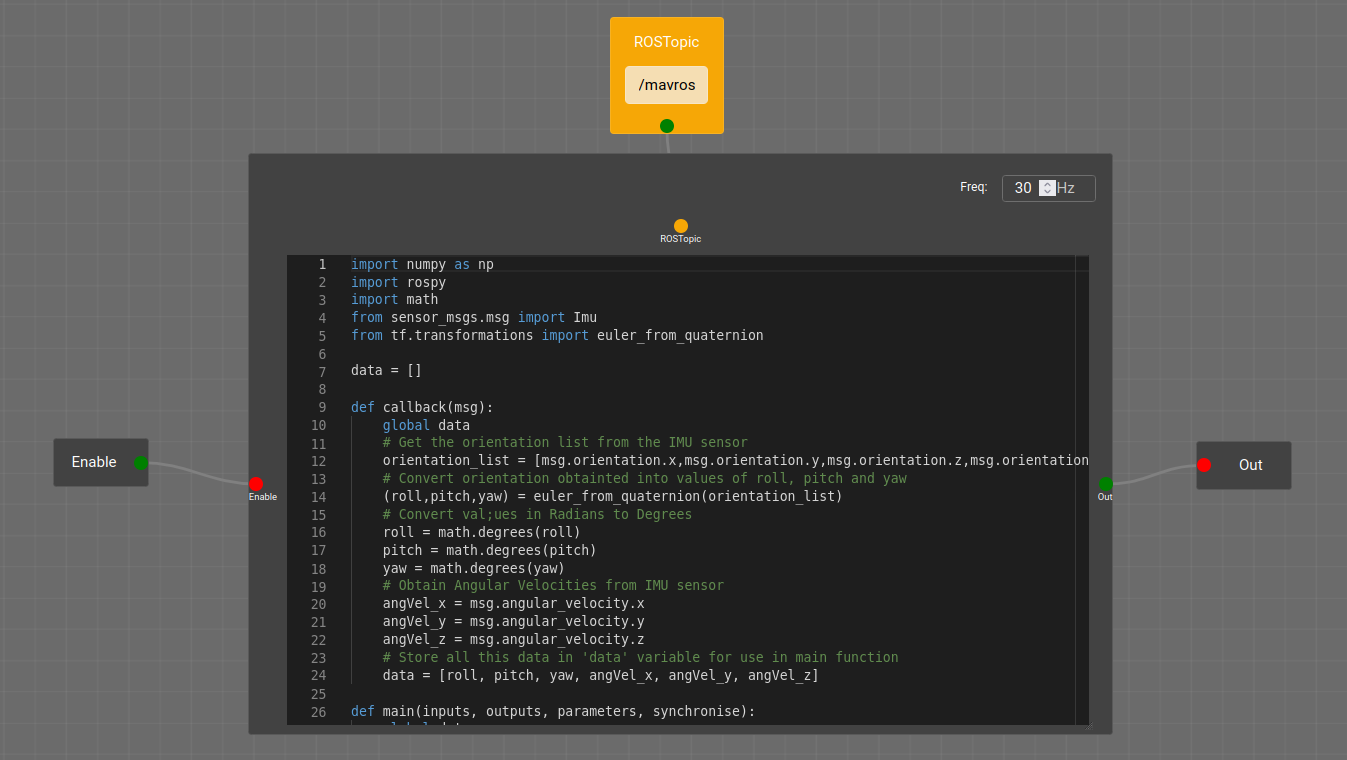 ROSTopic
/mavros
Freq: 30 Hz
ROSTopic
1 import numpy as np
2 import rospy
3 import math
4 from sensor_msgs.msg import Imu
5 from tf.transformations import euler_from_quaternion
6
7 data = []
8
9 def callback(msg):
10 global data
11 # Get the orientation list from the IMU sensor
12 orientation_list = [msg.orientation.x,msg.orientation.y,msg.orientation.z,msg.orientation
13 # Convert orientation obtainted into values of roll, pitch and yaw
14 (roll,pitch,yaw) = euler_from_quaternion(orientation_list)
15 # Convert val;ues in Radians to Degrees
16 roll = math.degrees(roll)
17 pitch = math.degrees(pitch)
18 yaw = math.degrees(yaw)
19 # Obtain Angular Velocities from IMU sensor
20 angVel_x = msg.angular_velocity.x
21 angVel_y = msg.angular_velocity.y
22 angVel_z = msg.angular_velocity.z
23 # Store all this data in 'data' variable for use in main function
24 data = [roll, pitch, yaw, angVel_x, angVel_y, angVel_z]
25
26 def main(inputs, outputs, parameters, synchronise):
Enable
Enable
Out
Out